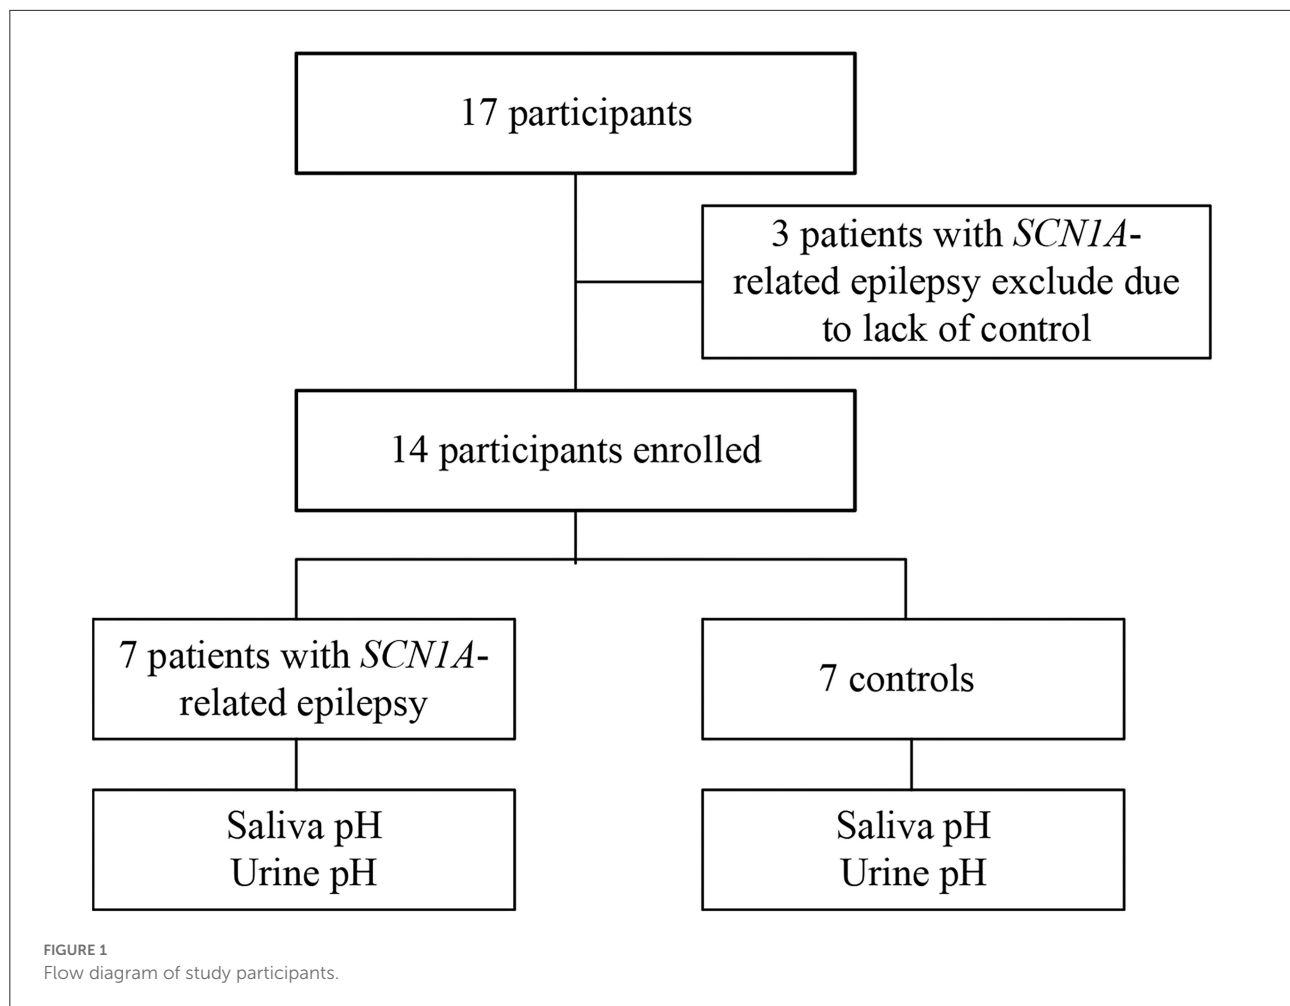 17 participants
3 patients with SCN1A-
related epilepsy exclude due
to lack of control
14 participants enrolled
7 patients with SCN1A-
related epilepsy
7 controls
Saliva pH
Urine pH
Saliva pH
Urine pH
FIGURE 1
Flow diagram of study participants.